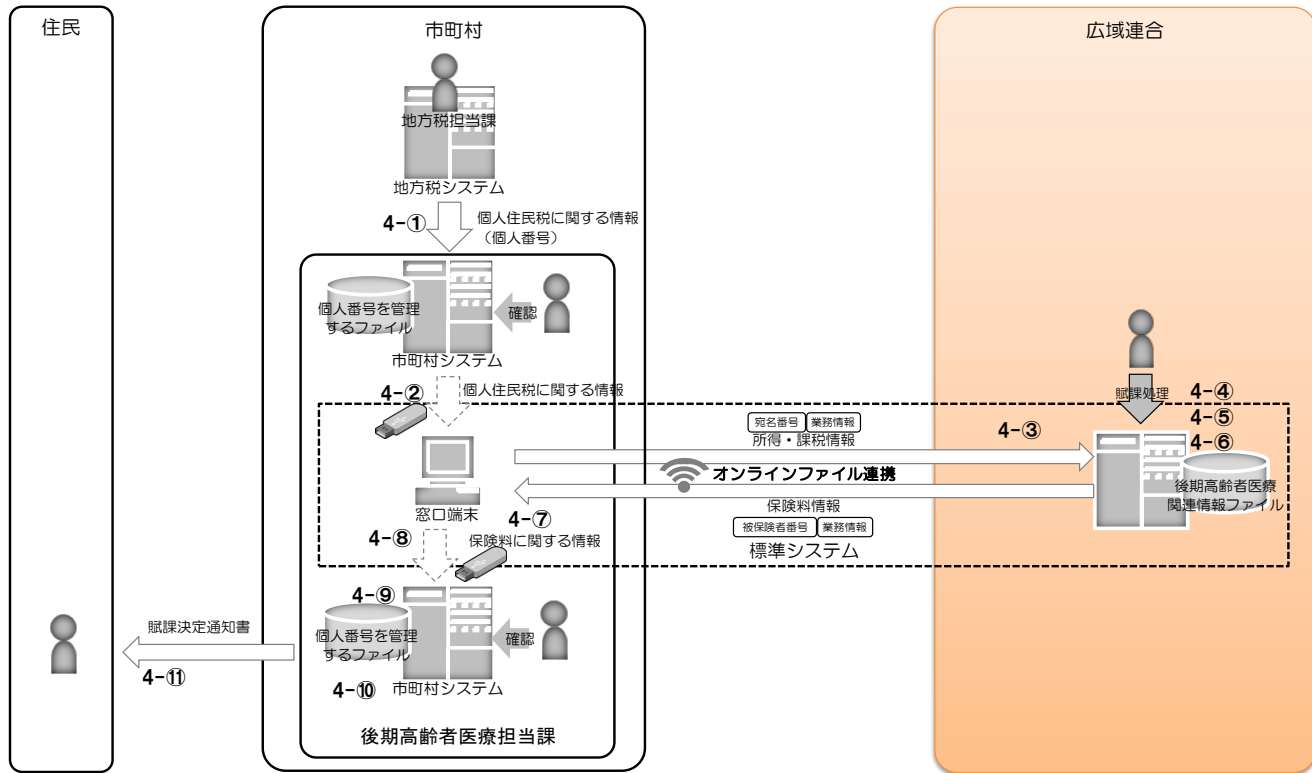 住民
市町村
広域連合
地方税担当課
地方税システム
4-①
個人住民税に関する情報
（個人番号）
個人番号を管理
するファイル
確認
市町村システム
4-②
個人住民税に関する情報
賦課処理
4-④
4-⑤
4-⑥
宛名番号
業務情報
所得・課税情報
4-③
オンラインファイル連携
後期高齢者医療
関連情報ファイル
窓口端末
4-⑦
保険料情報
被保険者番号
業務情報
標準システム
4-⑧
保険料に関する情報
4-⑨
個人番号を管理
するファイル
確認
4-⑩
市町村システム
賦課決定通知書
4-⑪
後期高齢者医療担当課